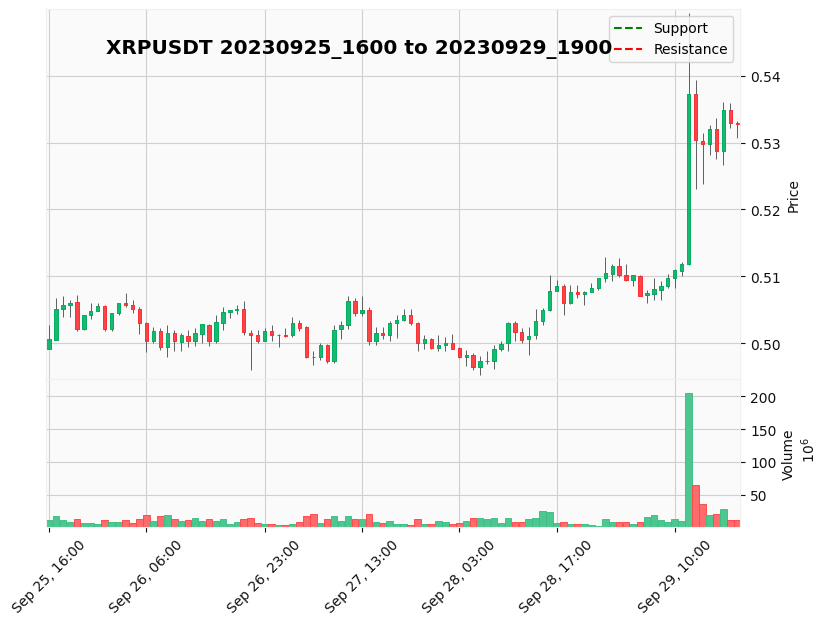 XRPUSDT 20230925_1600 to 20230929_1900
Support
Resistance
0.54
0.53
0.52
0.51
0.50
Price
200
150
100
50
Volume
10^6
Sep 25, 16:00
Sep 26, 06:00
Sep 26, 23:00
Sep 27, 13:00
Sep 28, 03:00
Sep 28, 17:00
Sep 29, 10:00